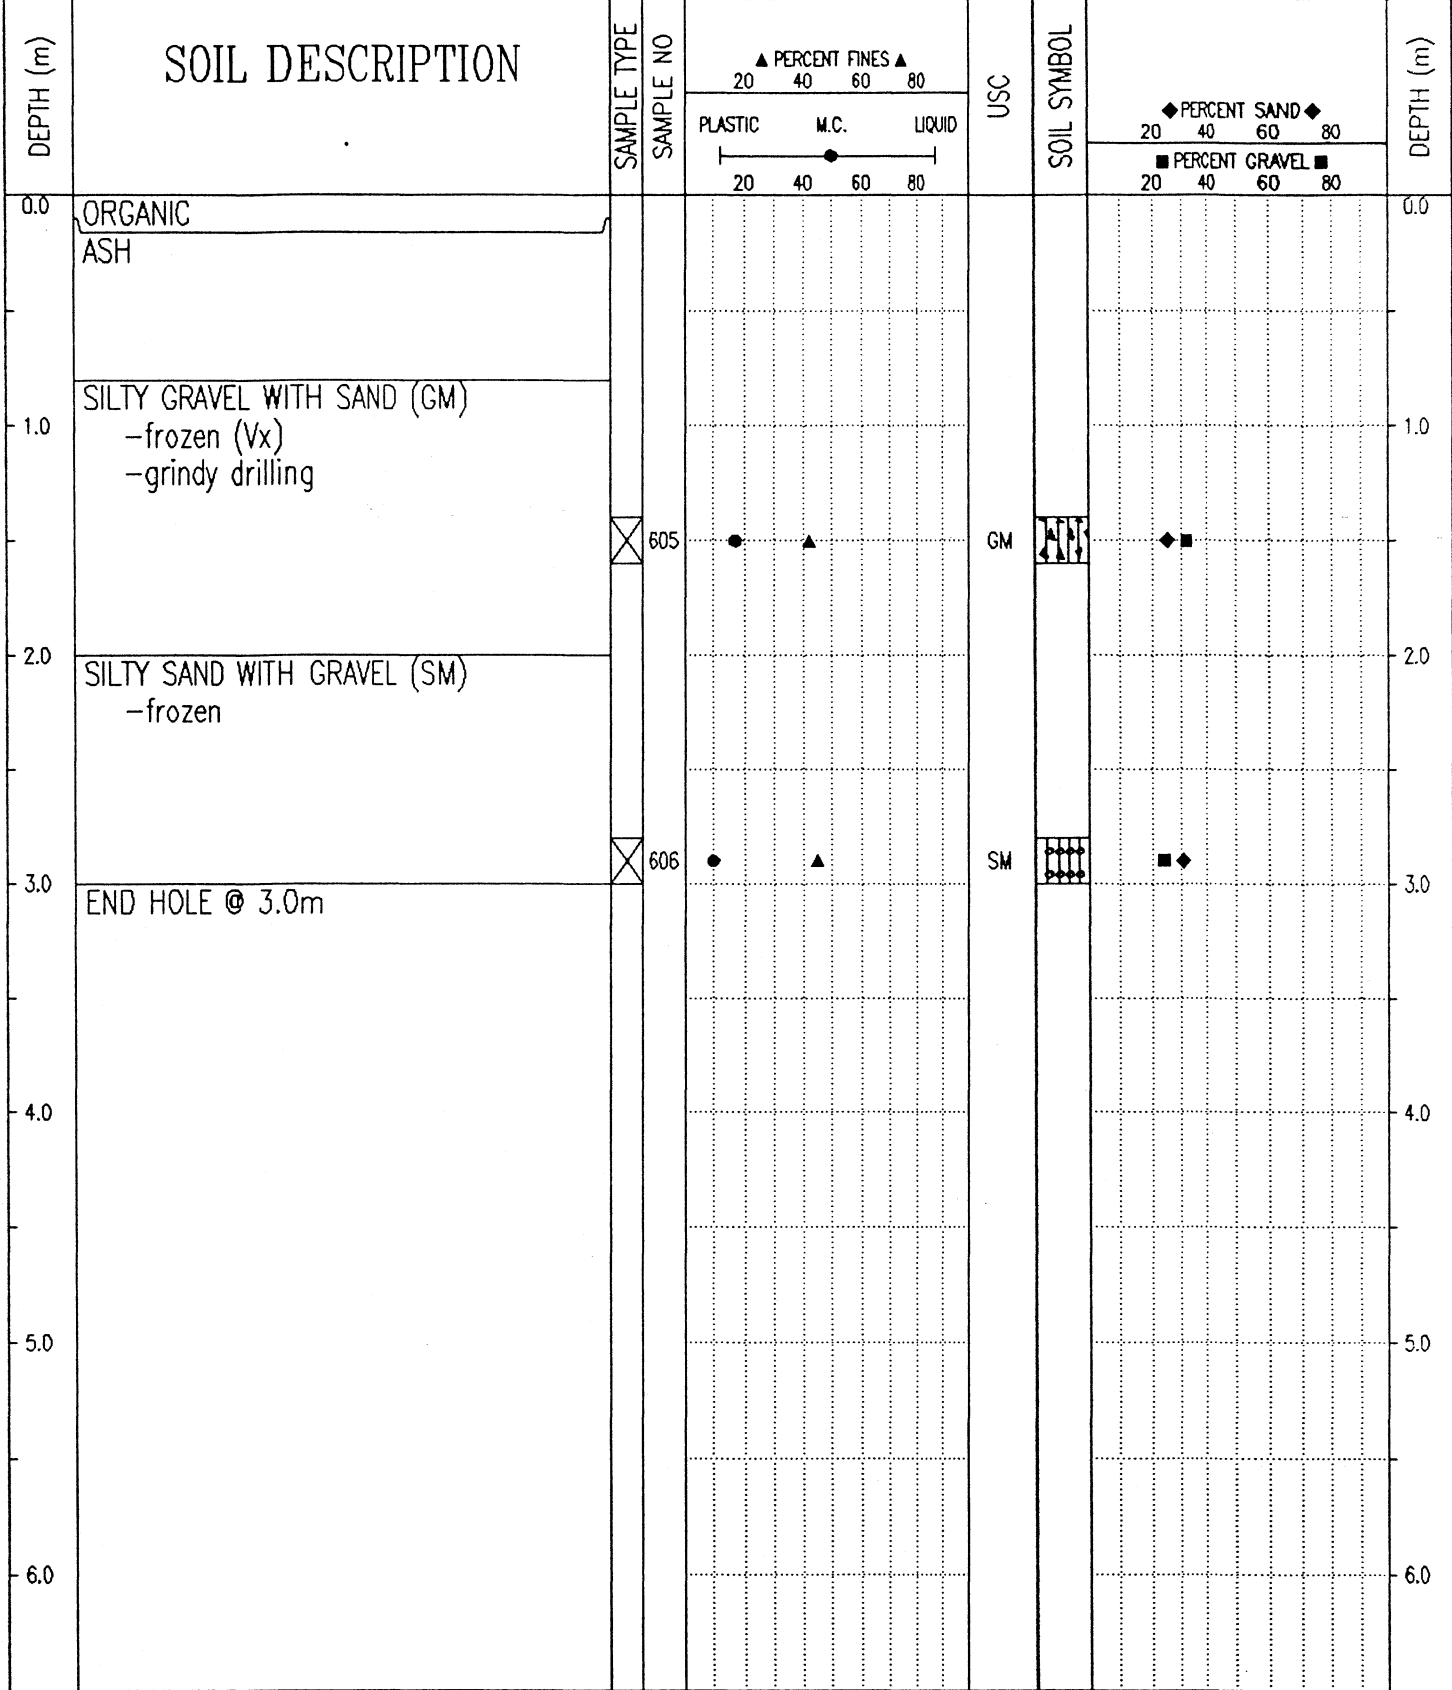 DEPTH (m)
SOIL DESCRIPTION
SAMPLE TYPE
SAMPLE NO
▲ PERCENT FINES ▲
20 40 60 80
PLASTIC M.C. LIQUID
20 40 60 80
USC
SOIL SYMBOL
◆ PERCENT SAND ◆
20 40 60 80
■ PERCENT GRAVEL ■
20 40 60 80
DEPTH (m)
0.0
ORGANIC
0.0
ASH
SILTY GRAVEL WITH SAND (GM)
1.0
-frozen (Vx)
1.0
-grindy drilling
605
GM
2.0
2.0
SILTY SAND WITH GRAVEL (SM)
-frozen
606
SM
3.0
3.0
END HOLE @ 3.0m
4.0
4.0
5.0
5.0
6.0
6.0